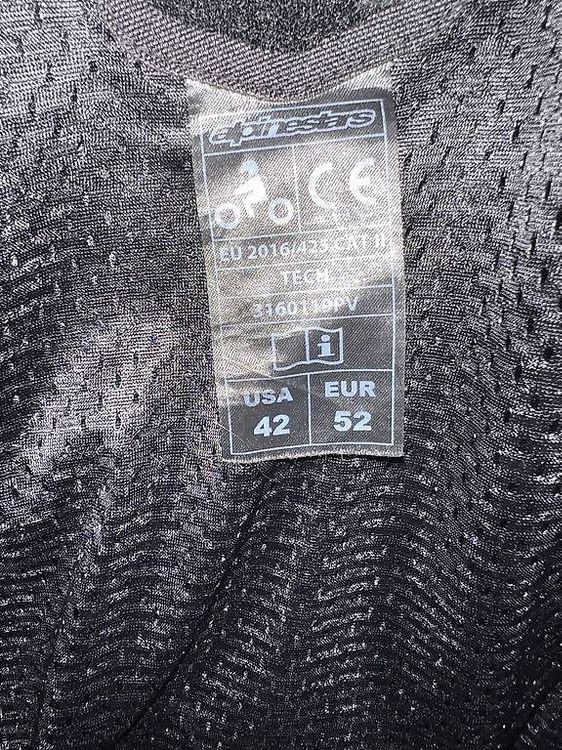 alpinestars
CE
EU 2016/425 CAT II
TECH
3160119PV
i
USA EUR
42 52